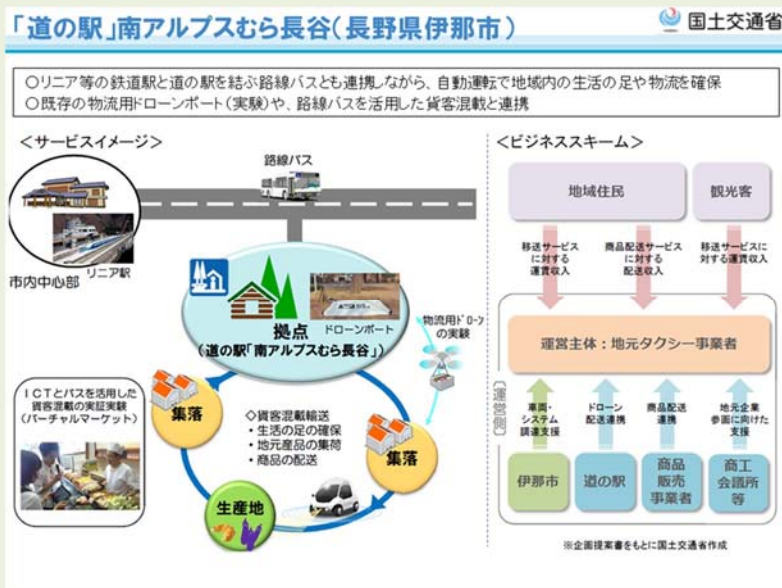 「道の駅」南アルプスむら長谷(長野県伊那市)
国土交通省
○リニア等の鉄道駅と道の駅を結ぶ路線バスとも連携しながら、自動運転で地域内の生活の足や物流を確保
○既存の物流用ドローンポート(実験)や、路線バスを活用した貨客混載と連携
<サービスイメージ>
路線バス
リニア駅
市内中心部
ドローンポート
拠点
(道の駅「南アルプスむら長谷」)
物流用ドローン
の実験
ICTとバスを活用した
貨客混載の実証実験
(バーチャルマーケット)
集落
◇貨客混載輸送
・生活の足の確保
・地元産品の集荷
・商品の配送
集落
生産地
<ビジネススキーム>
地域住民
観光客
移送サービス
に対する
運賃収入
商品配送サービス
に対する
配送収入
移送サービスに
対する運賃収入
運営主体:地元タクシー事業者
〔運営側〕
車両・
システム
調達支援
ドローン
配送連携
商品配送
連携
地元企業
参画に向けた
支援
伊那市
道の駅
商品
販売
事業者
商工
会議所
等
※企画提案書をもとに国土交通省作成